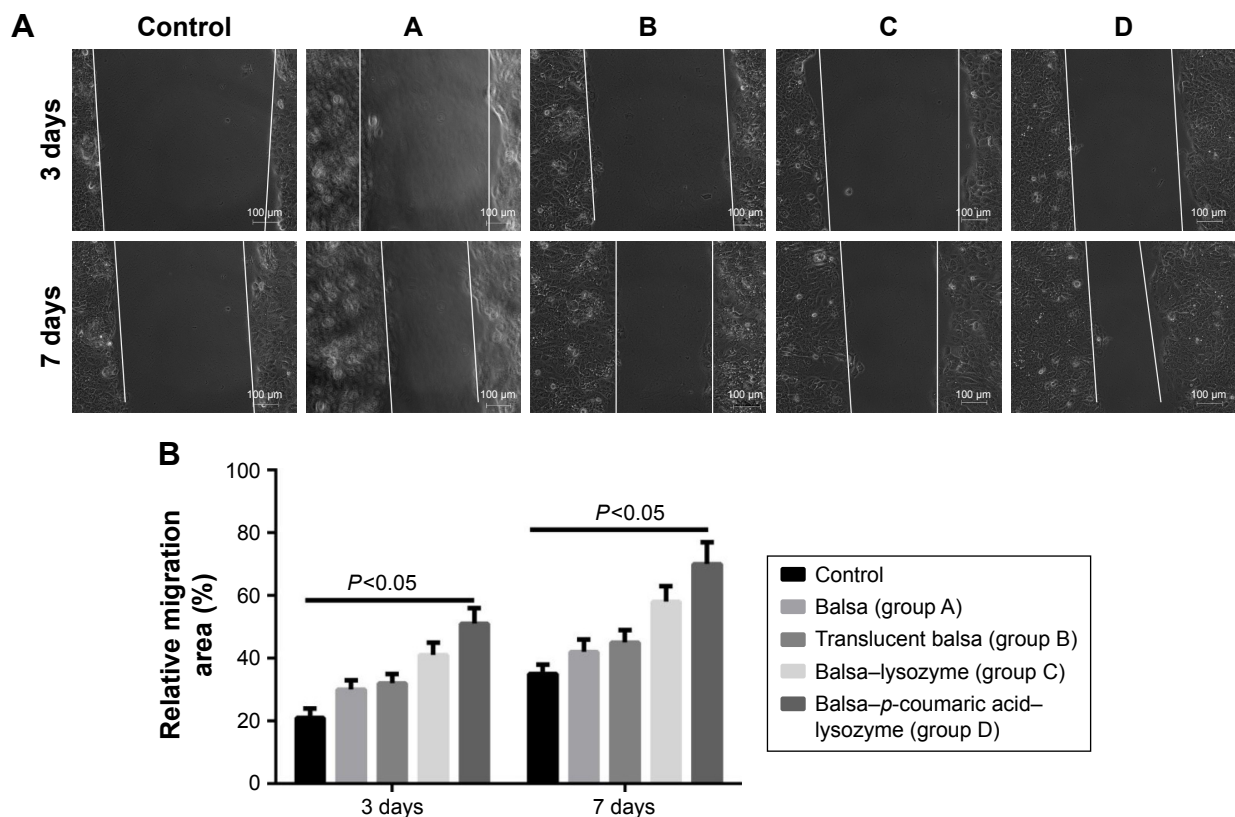 A
Control
A
B
C
D
3 days
100 µm
100 µm
100 µm
100 µm
100 µm
7 days
100 µm
100 µm
100 µm
100 µm
100 µm
B
Relative migration
area (%)
100
80
60
40
20
0
P<0.05
P<0.05
3 days
7 days
Control
Balsa (group A)
Translucent balsa (group B)
Balsa–lysozyme (group C)
Balsa–p-coumaric acid–
lysozyme (group D)